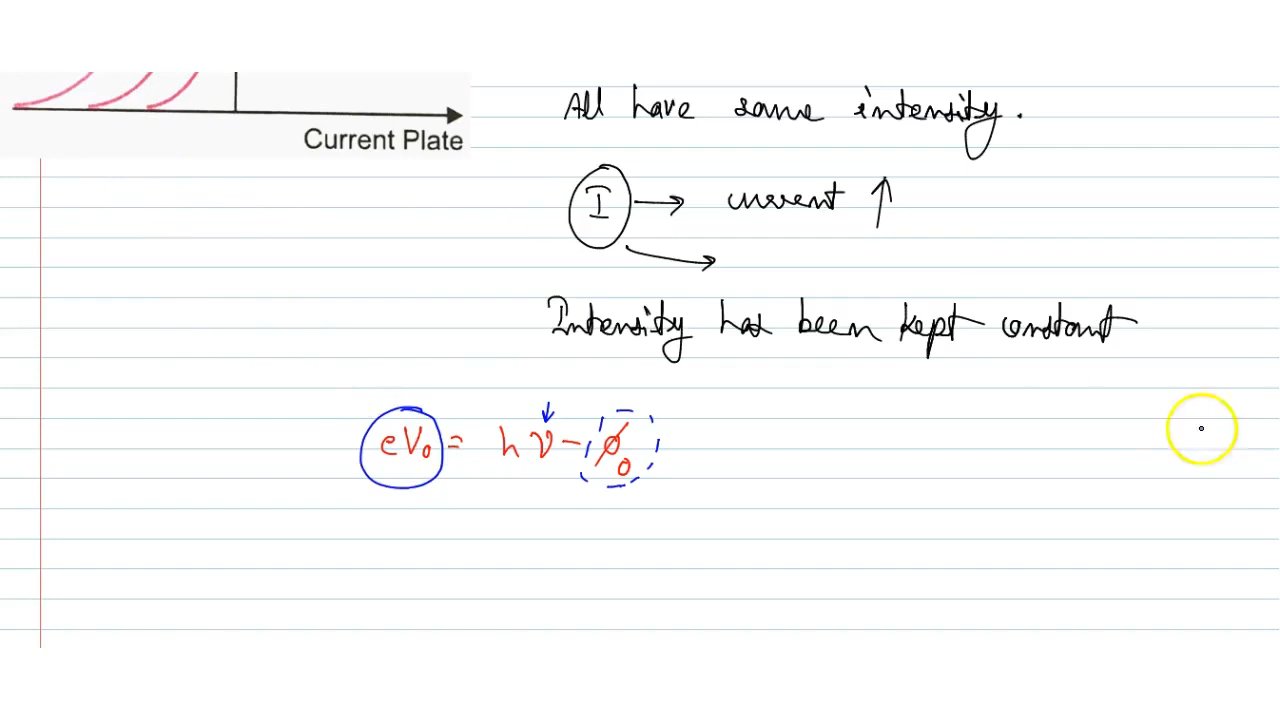 All have same intensity.
Current Plate
I → current ↑
Intensity has been kept constant
eV₀ = hν − ϕ₀